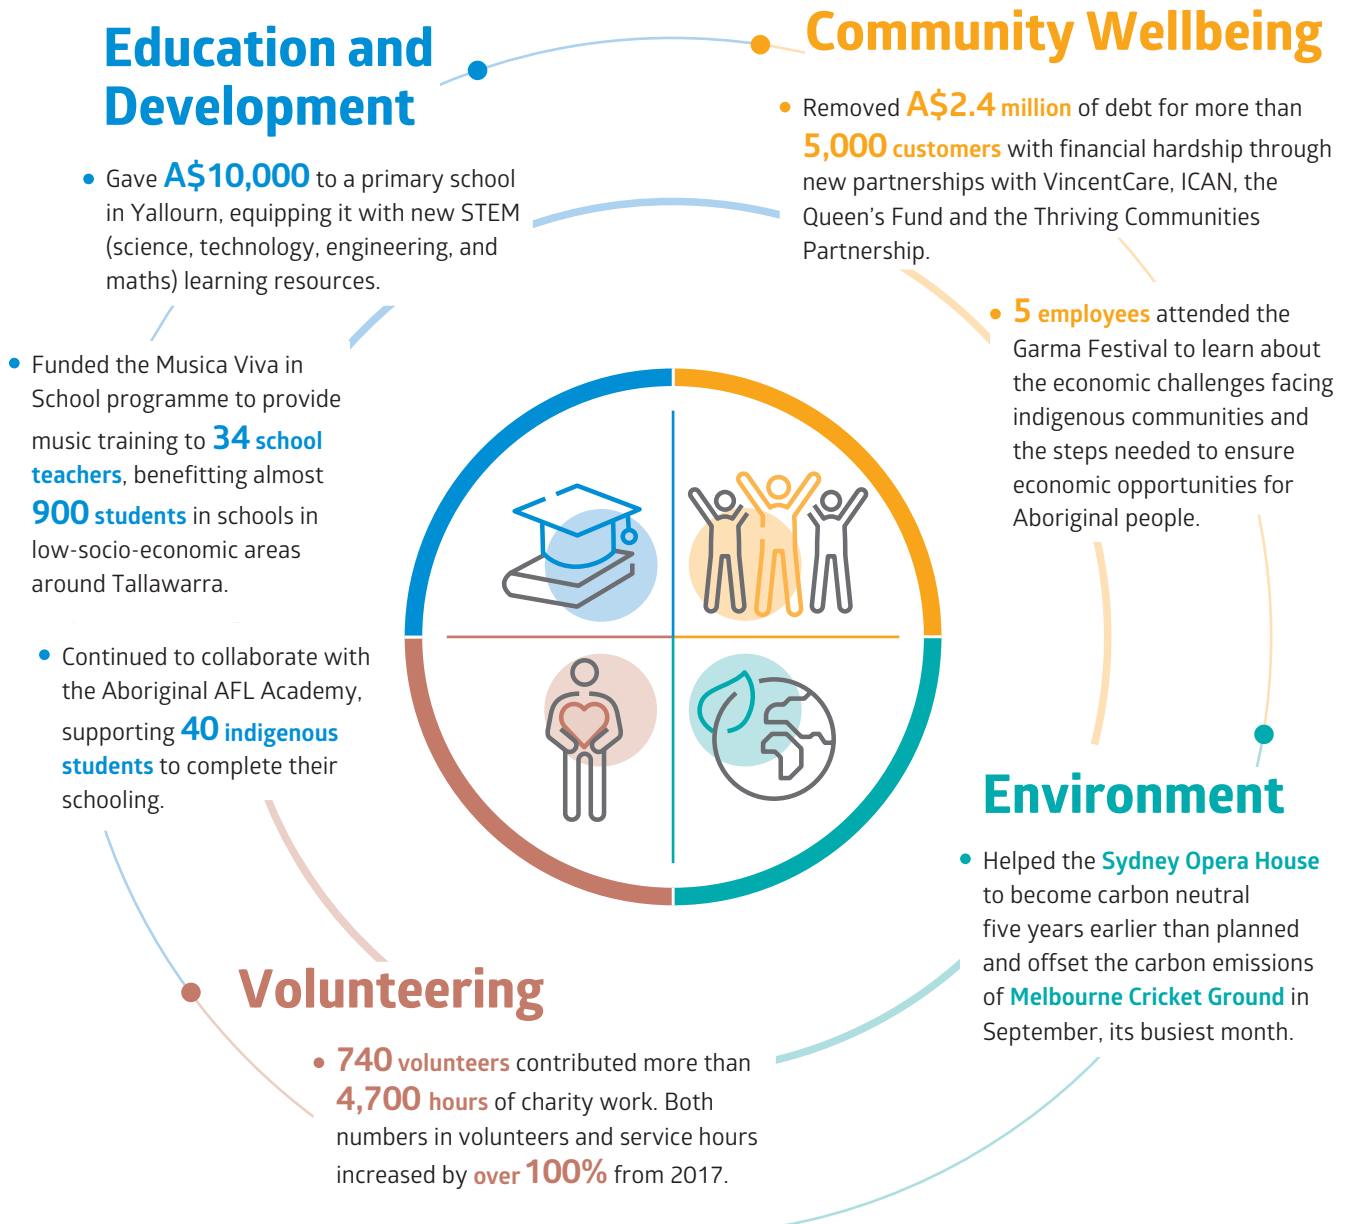 Education and
Development
• Gave A$10,000 to a primary school
in Yallourn, equipping it with new STEM
(science, technology, engineering, and
maths) learning resources.
• Funded the Musica Viva in
School programme to provide
music training to 34 school
teachers, benefitting almost
900 students in schools in
low-socio-economic areas
around Tallawarra.
• Continued to collaborate with
the Aboriginal AFL Academy,
supporting 40 indigenous
students to complete their
schooling.
Community Wellbeing
• Removed A$2.4 million of debt for more than
5,000 customers with financial hardship through
new partnerships with VincentCare, ICAN, the
Queen's Fund and the Thriving Communities
Partnership.
• 5 employees attended the
Garma Festival to learn about
the economic challenges facing
indigenous communities and
the steps needed to ensure
economic opportunities for
Aboriginal people.
Environment
• Helped the Sydney Opera House
to become carbon neutral
five years earlier than planned
and offset the carbon emissions
of Melbourne Cricket Ground in
September, its busiest month.
Volunteering
• 740 volunteers contributed more than
4,700 hours of charity work. Both
numbers in volunteers and service hours
increased by over 100% from 2017.